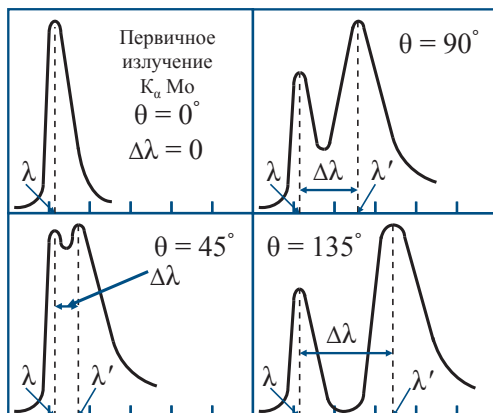 Первичное
излучение
Kα Mo
θ = 0°
Δλ = 0
λ
θ = 90°
Δλ
λ
λ′
θ = 45°
Δλ
λ
λ′
θ = 135°
Δλ
λ
λ′